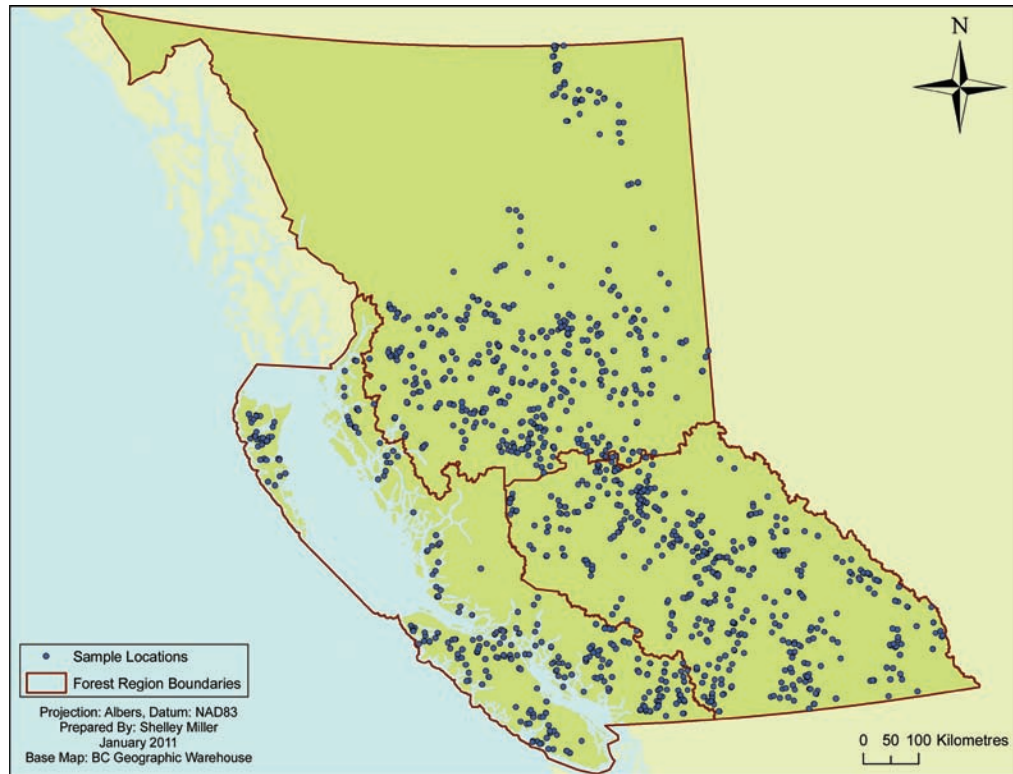 N
Sample Locations
Forest Region Boundaries
Projection: Albers, Datum: NAD83
Prepared By: Shelley Miller
January 2011
Base Map: BC Geographic Warehouse
0 50 100 Kilometres